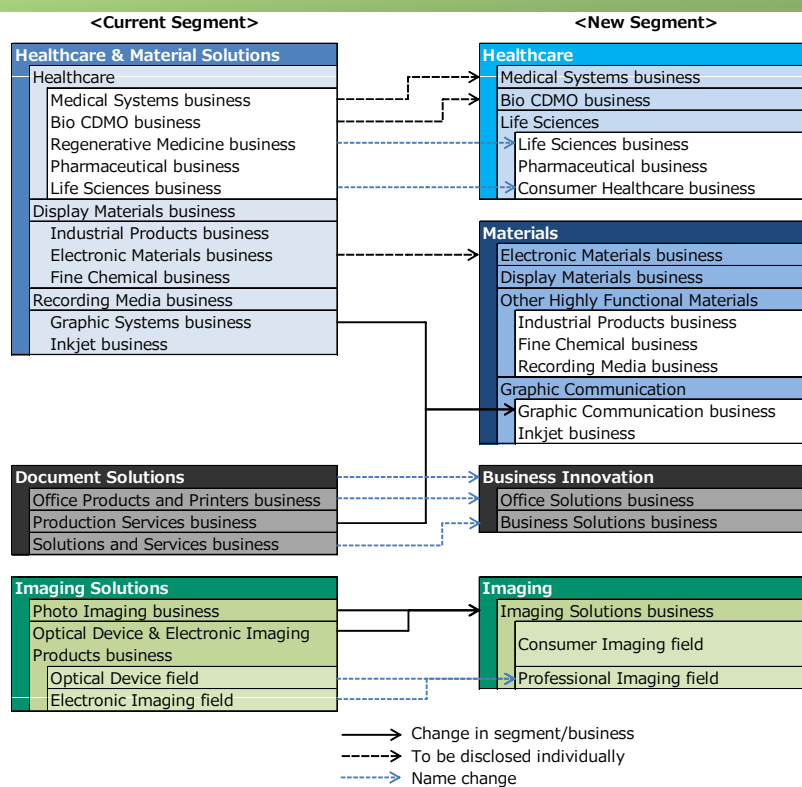 <Current Segment>
Healthcare & Material Solutions
Healthcare
Medical Systems business
Bio CDMO business
Regenerative Medicine business
Pharmaceutical business
Life Sciences business
Display Materials business
Industrial Products business
Electronic Materials business
Fine Chemical business
Recording Media business
Graphic Systems business
Inkjet business
Document Solutions
Office Products and Printers business
Production Services business
Solutions and Services business
Imaging Solutions
Photo Imaging business
Optical Device & Electronic Imaging
Products business
Optical Device field
Electronic Imaging field
<New Segment>
Healthcare
Medical Systems business
Bio CDMO business
Life Sciences
Life Sciences business
Pharmaceutical business
Consumer Healthcare business
Materials
Electronic Materials business
Display Materials business
Other Highly Functional Materials
Industrial Products business
Fine Chemical business
Recording Media business
Graphic Communication
Graphic Communication business
Inkjet business
Business Innovation
Office Solutions business
Business Solutions business
Imaging
Imaging Solutions business
Consumer Imaging field
Professional Imaging field
Change in segment/business
To be disclosed individually
Name change